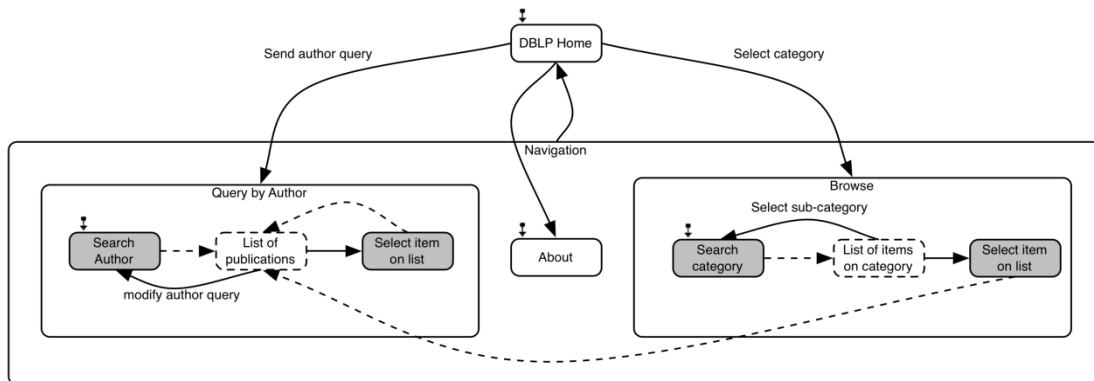 DBLP Home
Send author query
Select category
Navigation
Query by Author
Browse
Search
Author
List of
publications
Select item
on list
modify author query
About
Select sub-category
Search
category
List of items
on category
Select item
on list